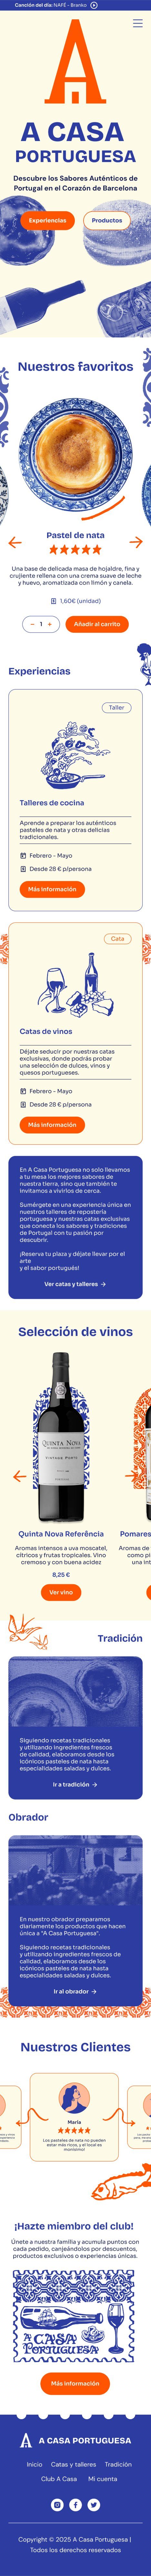 Canción del día: NAFÉ - Branko
A CASA
PORTUGUESA
Descubre los Sabores Auténticos de
Portugal en el Corazón de Barcelona
Experiencias
Productos
Nuestros favoritos
Pastel de nata
Una base de delicada masa de hojaldre, fina y
crujiente rellena con una crema suave de leche
y huevo, aromatizada con limón y canela.
1,60€ (unidad)
− 1 +
Añadir al carrito
Experiencias
Taller
Talleres de cocina
Aprende a preparar los auténticos
pasteles de nata y otras delicias
tradicionales.
Febrero - Mayo
Desde 28 € p/persona
Más información
Cata
Catas de vinos
Déjate seducir por nuestras catas
exclusivas, donde podrás probar
una selección de dulces, vinos y
quesos portugueses.
Febrero - Mayo
Desde 28 € p/persona
Más información
En A Casa Portuguesa no solo llevamos
a tu mesa los mejores sabores de
nuestra tierra, sino que también te
invitamos a vivirlos de cerca.
Sumérgete en una experiencia única en
nuestros talleres de repostería
portuguesa y nuestras catas exclusivas
que conecta los sabores y tradiciones
de Portugal con tu pasión por
descubrir.
¡Reserva tu plaza y déjate llevar por el
arte
y el sabor portugués!
Ver catas y talleres →
Selección de vinos
QUINTA NOVA
VINTAGE PORTO
Quinta Nova Referência
Aromas intensos a uva moscatel,
cítricos y frutas tropicales. Vino
cremoso y con buena acidez
8,25 €
Ver vino
Pomares
Aromas de
como pi
una int
Tradición
Siguiendo recetas tradicionales
y utilizando ingredientes frescos
de calidad, elaboramos desde los
icónicos pasteles de nata hasta
especialidades saladas y dulces.
Ir a tradición →
Obrador
En nuestro obrador preparamos
diariamente los productos que hacen
única a "A Casa Portuguesa".
Siguiendo recetas tradicionales
y utilizando ingredientes frescos de
calidad, elaboramos desde los
icónicos pasteles de nata hasta
especialidades saladas y dulces.
Ir al obrador →
Nuestros Clientes
María
Los pasteles de nata no pueden
estar más ricos, y el local es
monísimo!
¡Hazte miembro del club!
Únete a nuestra familia y acumula puntos con
cada pedido, canjeándolos por descuentos,
productos exclusivos o experiencias únicas.
A CASA
PORTUGUESA
Más información
A CASA PORTUGUESA
Inicio Catas y talleres Tradición
Club A Casa Mi cuenta
Copyright © 2025 A Casa Portuguesa |
Todos los derechos reservados